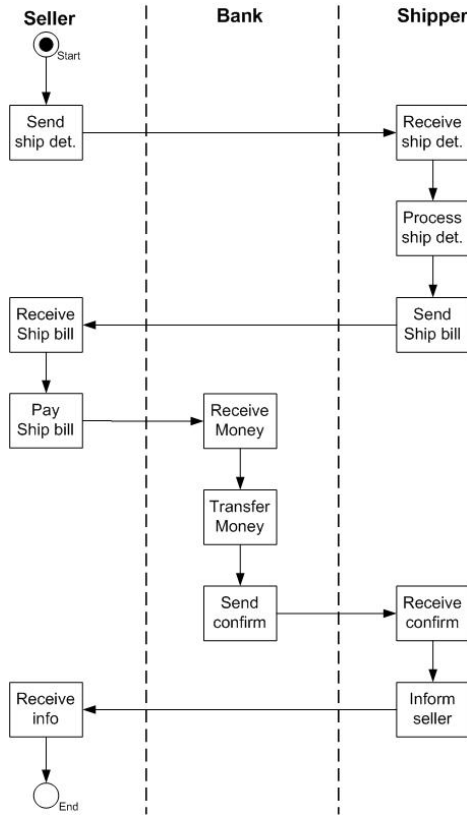 Seller
Bank
Shipper
Start
Send
ship det.
Receive
ship det.
Process
ship det.
Receive
Ship bill
Send
Ship bill
Pay
Ship bill
Receive
Money
Transfer
Money
Send
confirm
Receive
confirm
Receive
info
Inform
seller
End